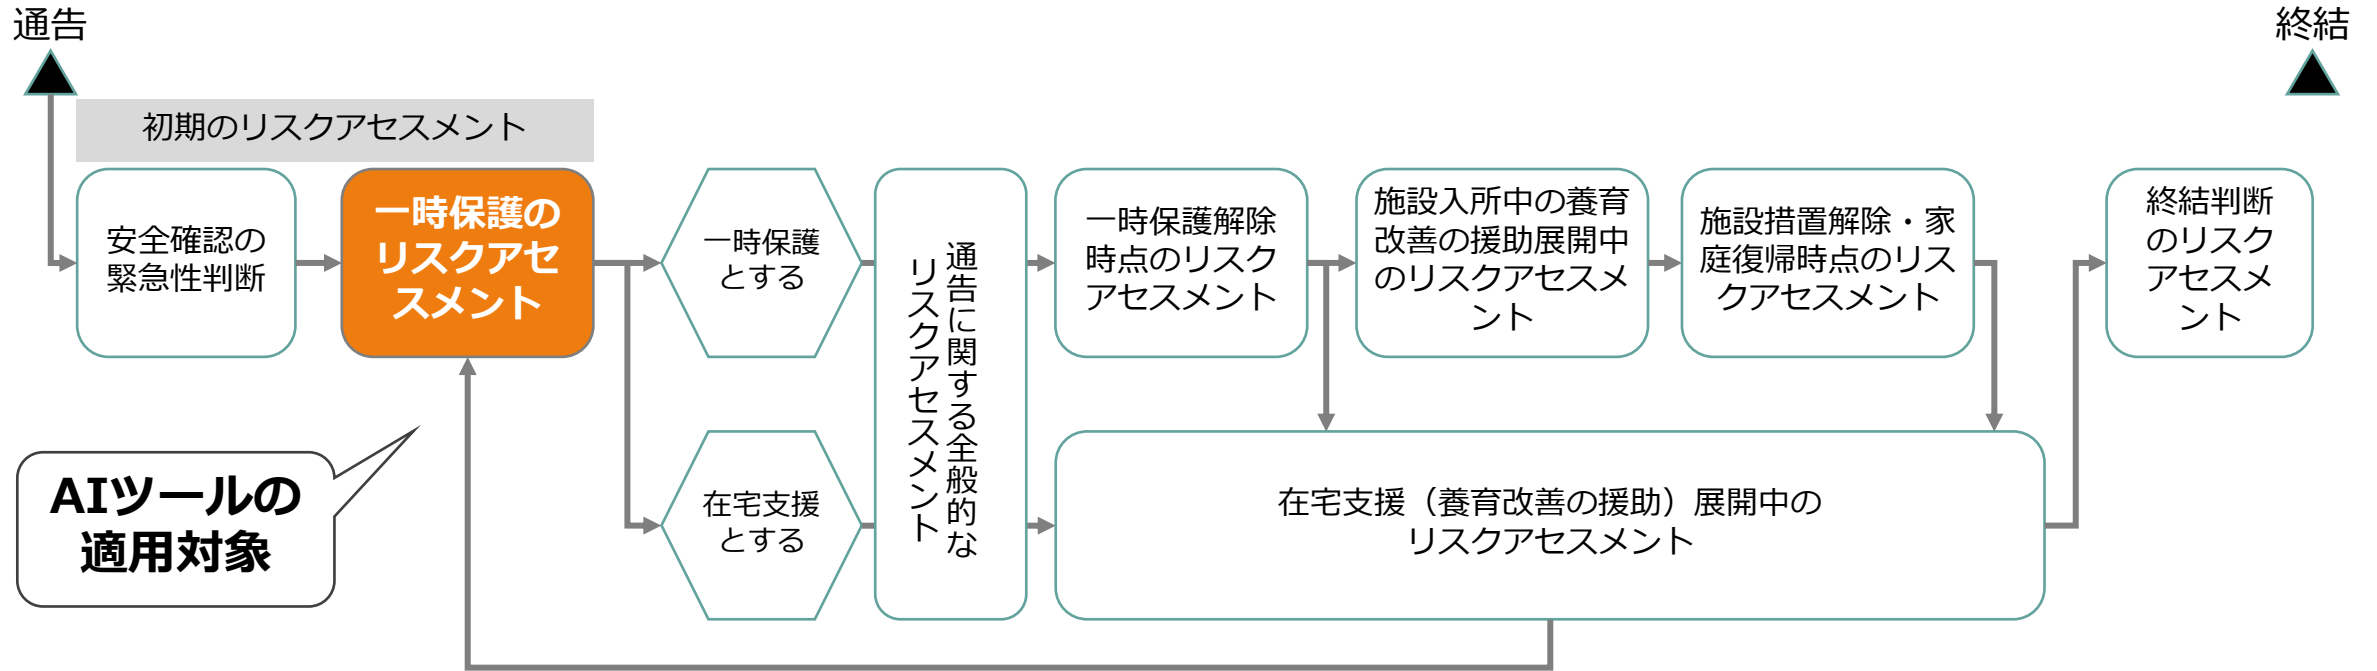 通告
終結
初期のリスクアセスメント
安全確認の
緊急性判断
一時保護の
リスクアセ
スメント
一時保護
とする
在宅支援
とする
通告に関する全般的な
リスクアセスメント
一時保護解除
時点のリスク
アセスメント
施設入所中の養育
改善の援助展開中
のリスクアセスメ
ント
施設措置解除・家
庭復帰時点のリス
クアセスメント
終結判断
のリスク
アセスメ
ント
在宅支援（養育改善の援助）展開中の
リスクアセスメント
AIツールの
適用対象